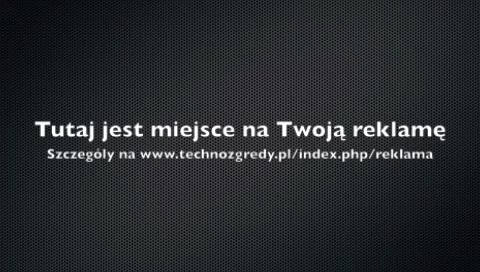 Tutaj jest miejsce na Twoją reklamę
Szczegóły na www.technozgredy.pl/index.php/reklama